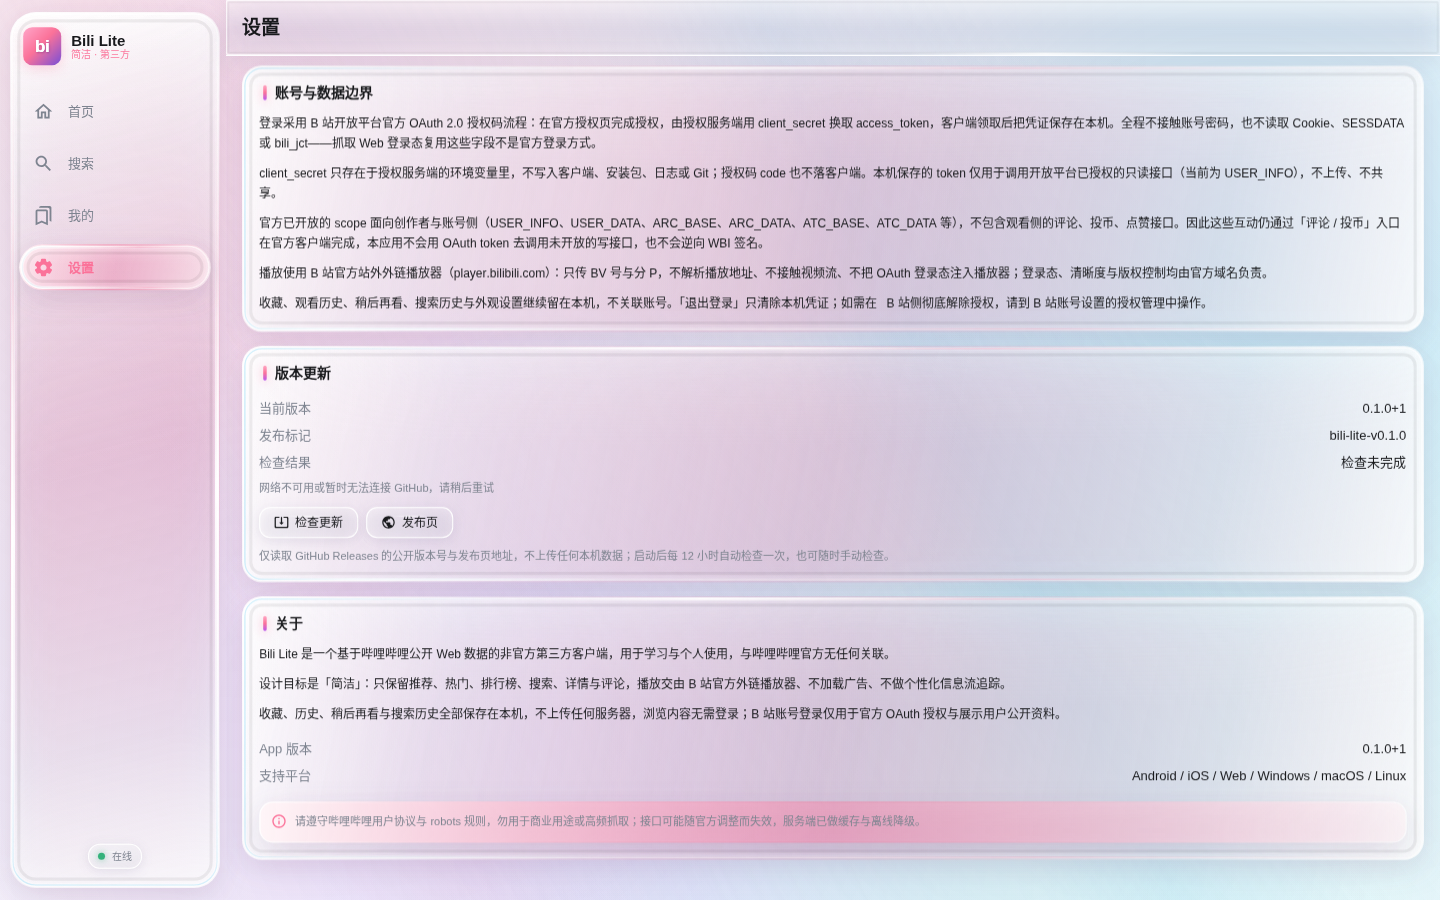 bi
Bili Lite
简洁 · 第三方
首页
搜索
我的
设置
在线
设置
账号与数据边界
登录采用 B 站开放平台官方 OAuth 2.0 授权码流程：在官方授权页完成授权，由授权服务端用 client_secret 换取 access_token，客户端领取后把凭证保存在本机。全程不接触账号密码，也不读取 Cookie、SESSDATA
或 bili_jct——抓取 Web 登录态复用这些字段不是官方登录方式。
client_secret 只存在于授权服务端的环境变量里，不写入客户端、安装包、日志或 Git；授权码 code 也不落客户端。本机保存的 token 仅用于调用开放平台已授权的只读接口（当前为 USER_INFO），不上传、不共
享。
官方已开放的 scope 面向创作者与账号侧（USER_INFO、USER_DATA、ARC_BASE、ARC_DATA、ATC_BASE、ATC_DATA 等），不包含观看侧的评论、投币、点赞接口。因此这些互动仍通过「评论 / 投币」入口
在官方客户端完成，本应用不会用 OAuth token 去调用未开放的写接口，也不会逆向 WBI 签名。
播放使用 B 站官方站外外链播放器（player.bilibili.com）：只传 BV 号与分 P，不解析播放地址、不接触视频流、不把 OAuth 登录态注入播放器；登录态、清晰度与版权控制均由官方域名负责。
收藏、观看历史、稍后再看、搜索历史与外观设置继续留在本机，不关联账号。「退出登录」只清除本机凭证；如需在 B 站侧彻底解除授权，请到 B 站账号设置的授权管理中操作。
版本更新
当前版本 0.1.0+1
发布标记 bili-lite-v0.1.0
检查结果 检查未完成
网络不可用或暂时无法连接 GitHub，请稍后重试
检查更新 发布页
仅读取 GitHub Releases 的公开版本号与发布页地址，不上传任何本机数据；启动后每 12 小时自动检查一次，也可随时手动检查。
关于
Bili Lite 是一个基于哔哩哔哩公开 Web 数据的非官方第三方客户端，用于学习与个人使用，与哔哩哔哩官方无任何关联。
设计目标是「简洁」：只保留推荐、热门、排行榜、搜索、详情与评论，播放交由 B 站官方外链播放器、不加载广告、不做个性化信息流追踪。
收藏、历史、稍后再看与搜索历史全部保存在本机，不上传任何服务器，浏览内容无需登录；B 站账号登录仅用于官方 OAuth 授权与展示用户公开资料。
App 版本 0.1.0+1
支持平台 Android / iOS / Web / Windows / macOS / Linux
请遵守哔哩哔哩用户协议与 robots 规则，勿用于商业用途或高频抓取；接口可能随官方调整而失效，服务端已做缓存与离线降级。